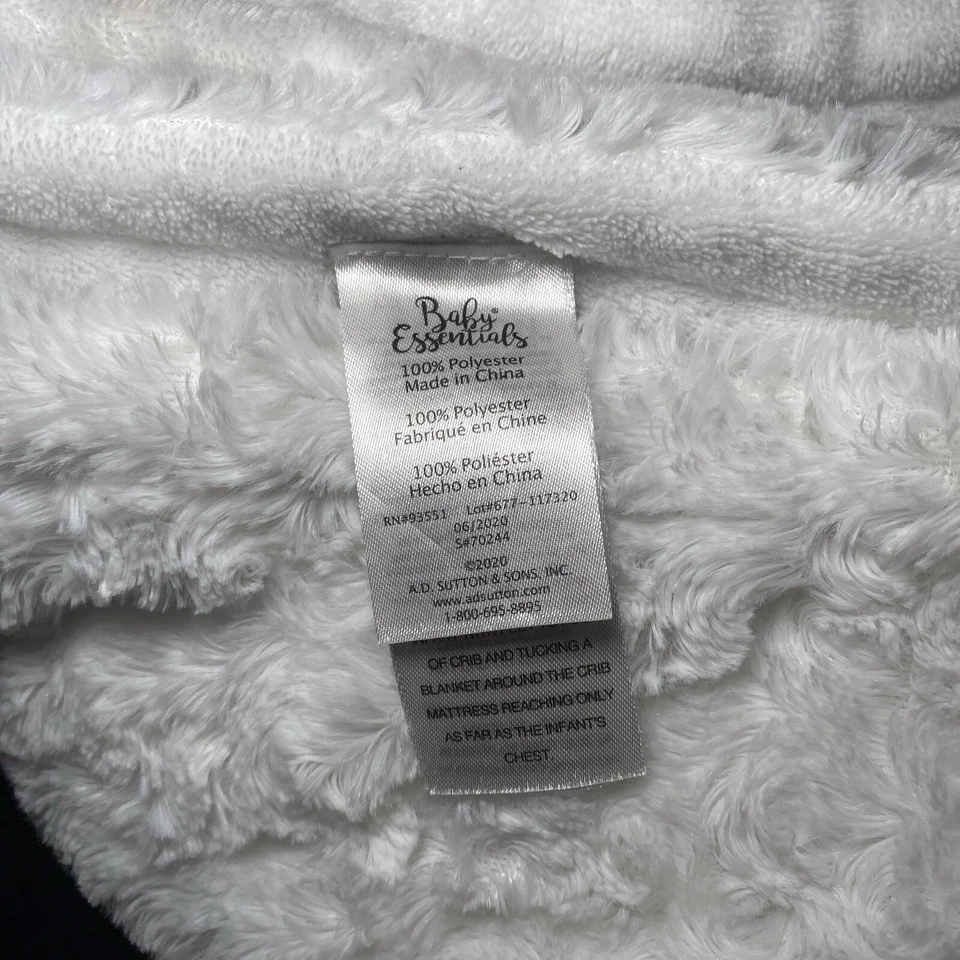 Baby®
Essentials
100% Polyester
Made in China
100% Polyester
Fabriqué en Chine
100% Poliéster
Hecho en China
RN#93551 Lot#677-117320
06/2020
S#70244
©2020
A.D. SUTTON & SONS, INC.
www.adsutton.com
1-800-695-8895
OF CRIB AND TUCKING A
BLANKET AROUND THE CRIB
MATTRESS REACHING ONLY
AS FAR AS THE INFANT'S
CHEST.